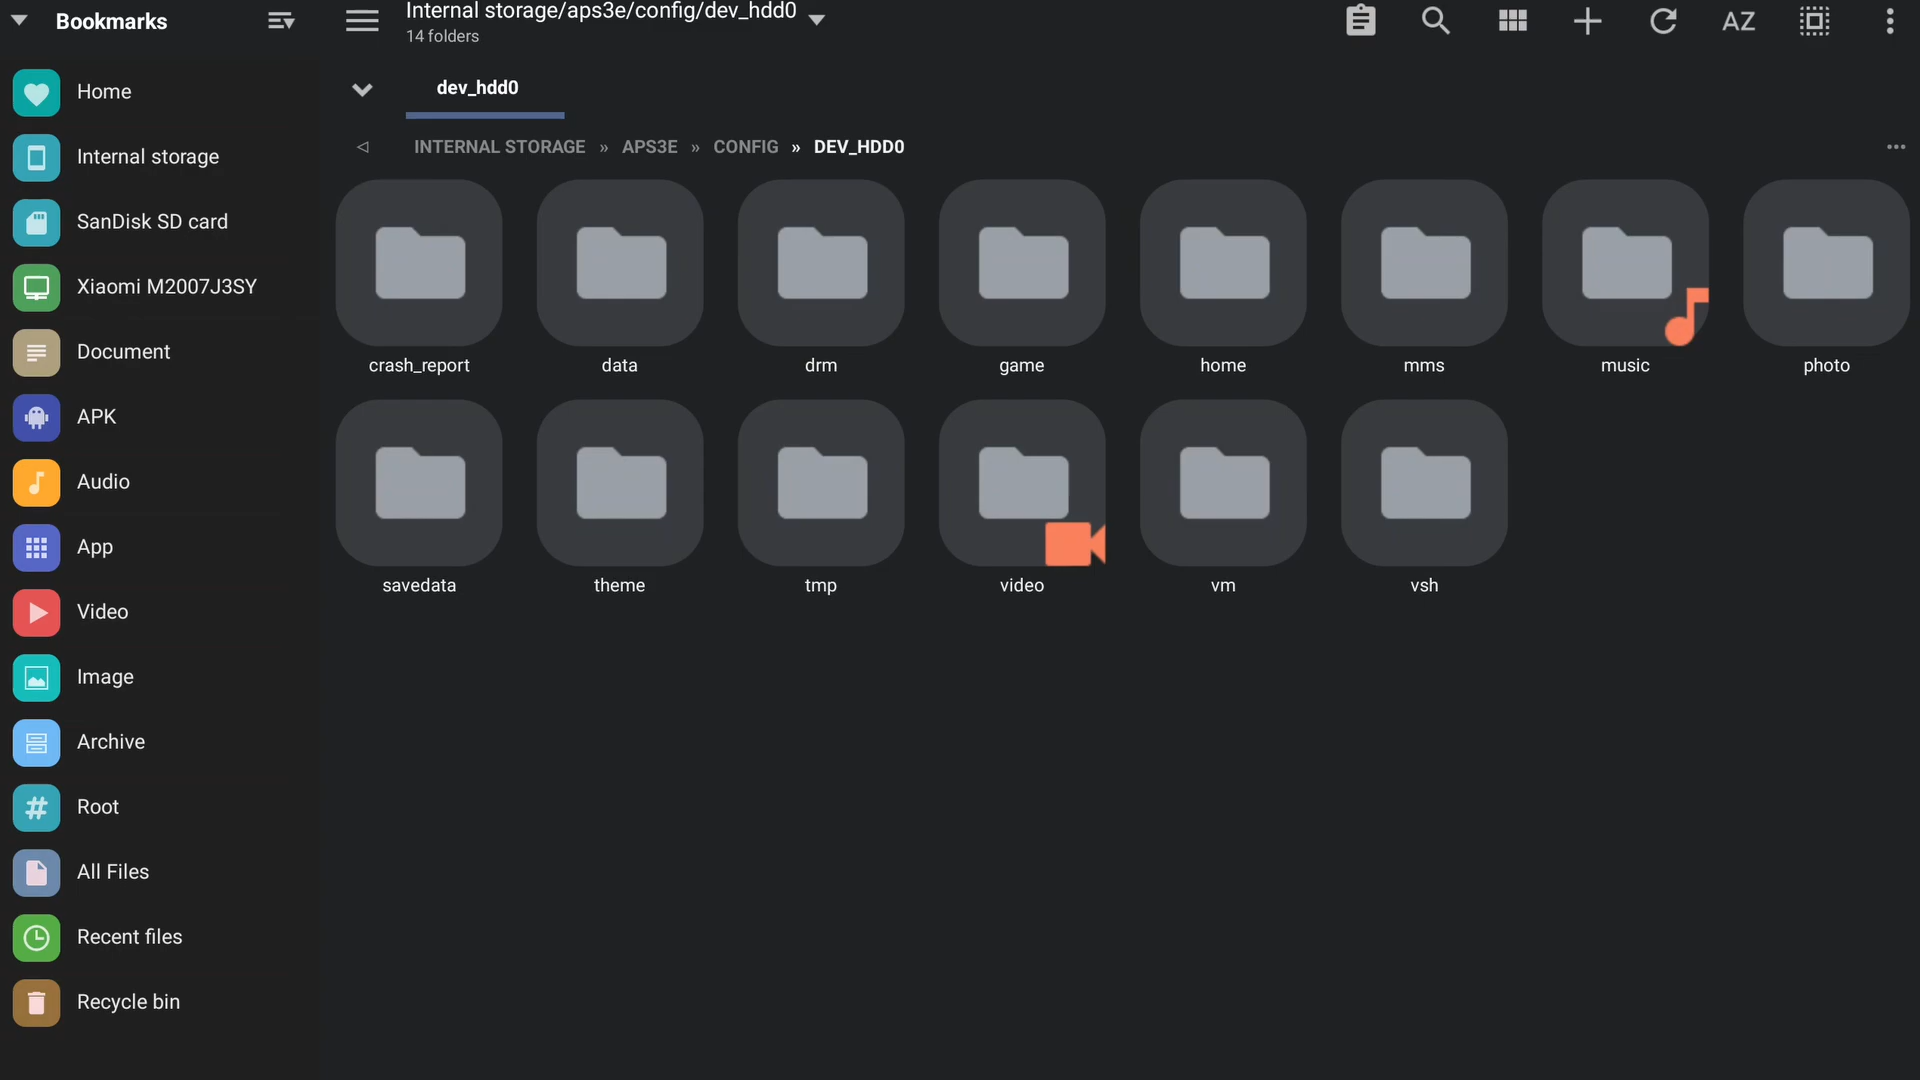 Bookmarks
Internal storage/aps3e/config/dev_hdd0
14 folders
AZ
Home
Internal storage
SanDisk SD card
Xiaomi M2007J3SY
Document
APK
Audio
App
Video
Image
Archive
Root
All Files
Recent files
Recycle bin
dev_hdd0
INTERNAL STORAGE » APS3E » CONFIG » DEV_HDD0
crash_report data drm game home mms music photo
savedata theme tmp video vm vsh